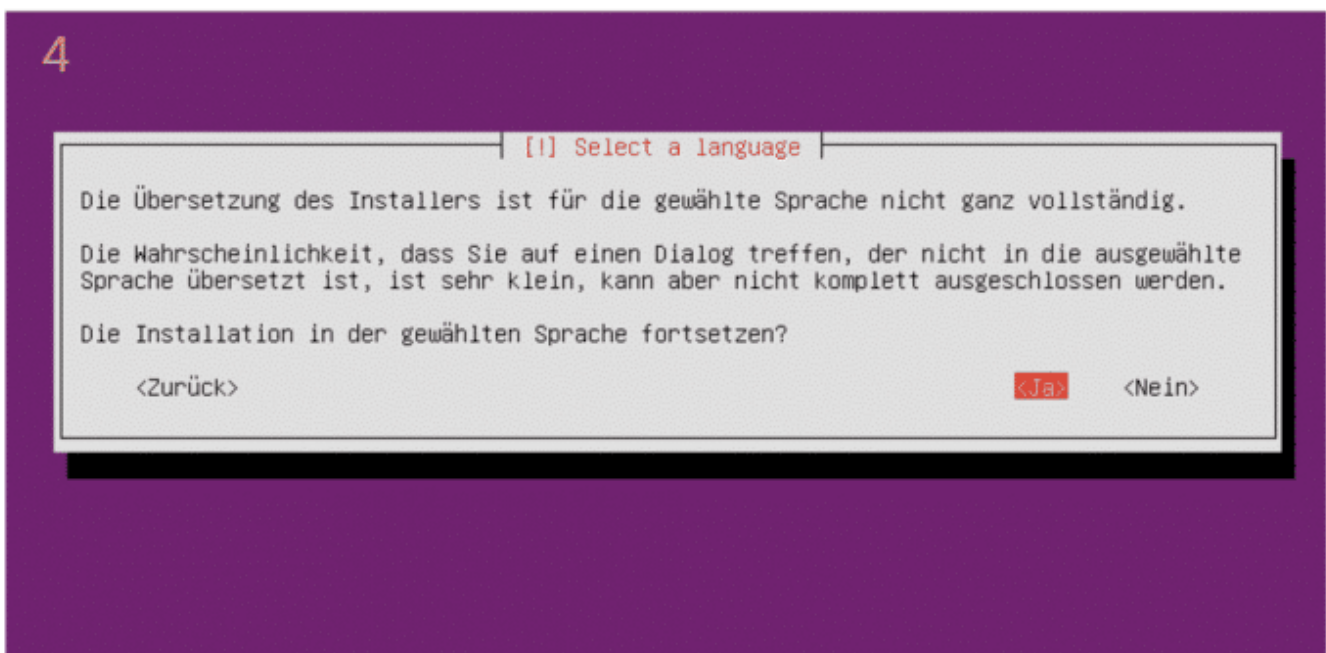 4
[!] Select a language
Die Übersetzung des Installers ist für die gewählte Sprache nicht ganz vollständig.
Die Wahrscheinlichkeit, dass Sie auf einen Dialog treffen, der nicht in die ausgewählte
Sprache übersetzt ist, ist sehr klein, kann aber nicht komplett ausgeschlossen werden.
Die Installation in der gewählten Sprache fortsetzen?
<Zurück> <Ja> <Nein>